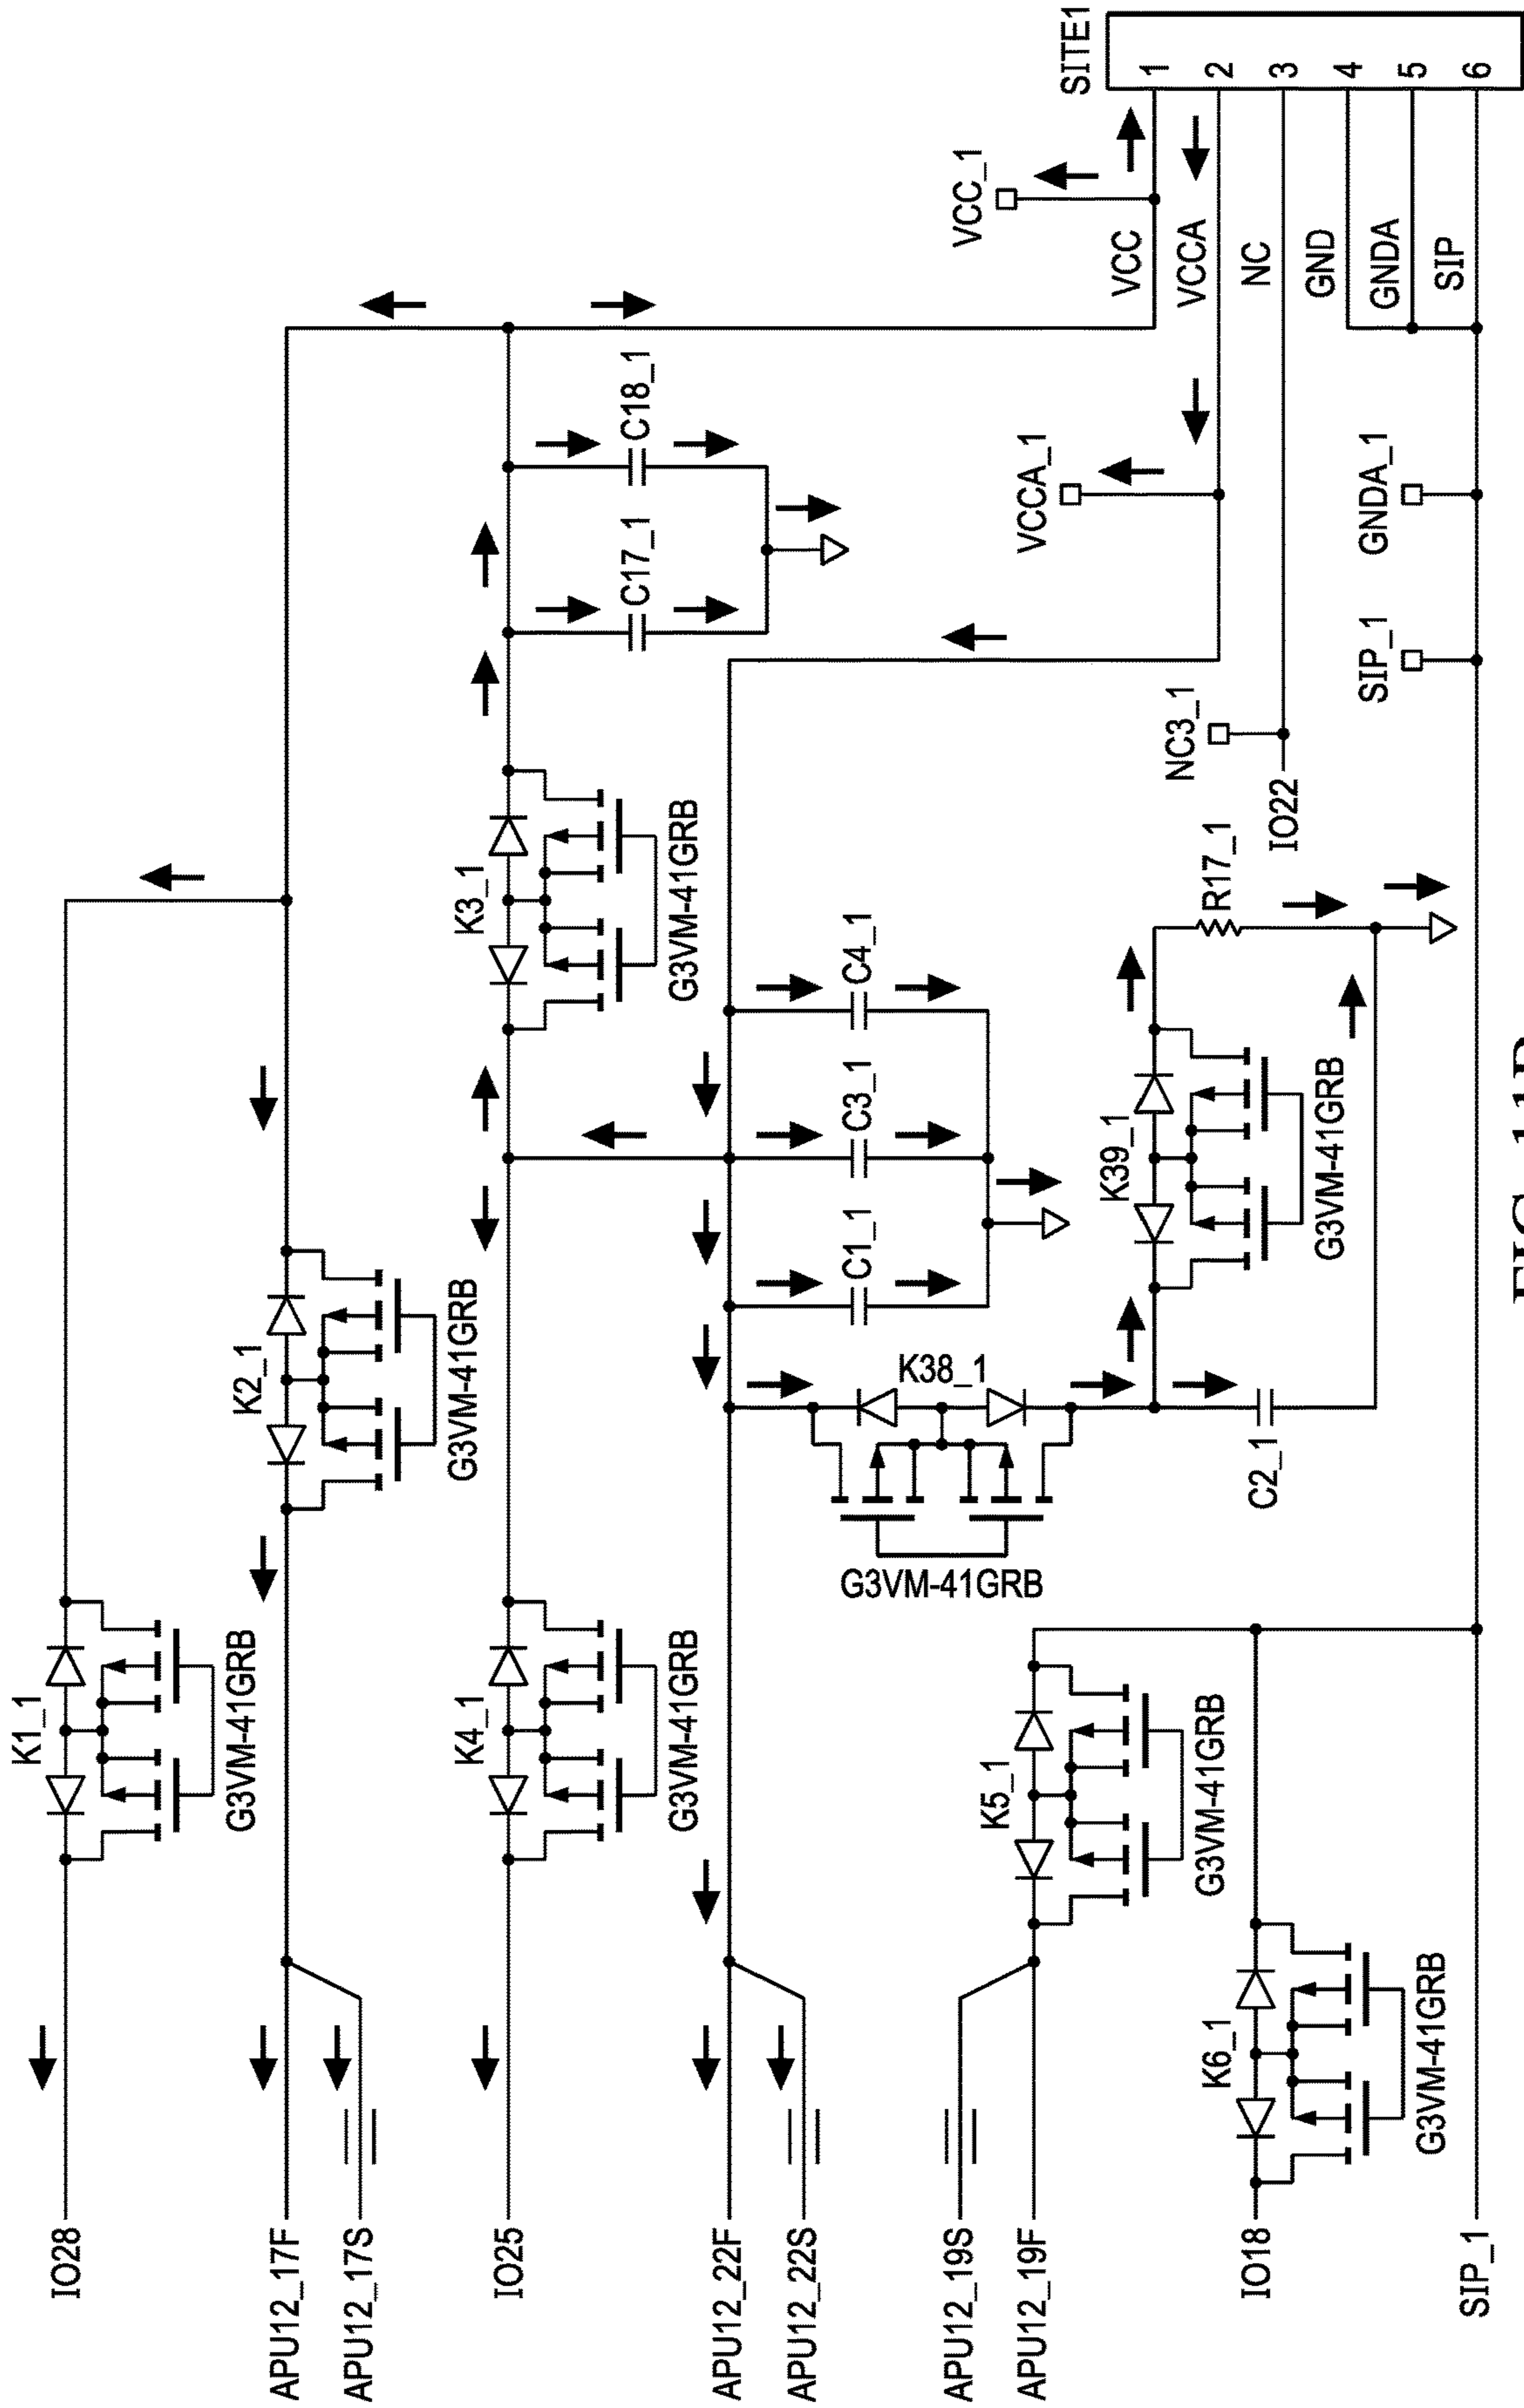 IO28
K1_1
G3VM-41GRB
APU12_17F
APU12_17S
K2_1
G3VM-41GRB
IO25
K4_1
G3VM-41GRB
K3_1
G3VM-41GRB
C17_1
C18_1
APU12_22F
APU12_22S
G3VM-41GRB
K38_1
C1_1
C3_1
C4_1
VCC_1
VCCA_1
SITE1
VCC
1
VCCA
2
NC
3
GND
4
GNDA
5
SIP
6
NC3_1
IO22
K39_1
G3VM-41GRB
R17_1
C2_1
SIP_1
GNDA_1
APU12_19S
APU12_19F
K5_1
G3VM-41GRB
IO18
K6_1
G3VM-41GRB
SIP_1